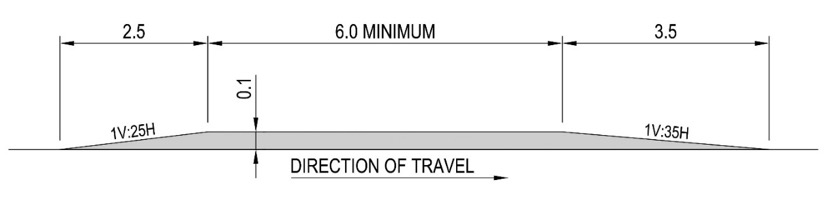 2.5
6.0 MINIMUM
3.5
0.1
1V:25H
1V:35H
DIRECTION OF TRAVEL